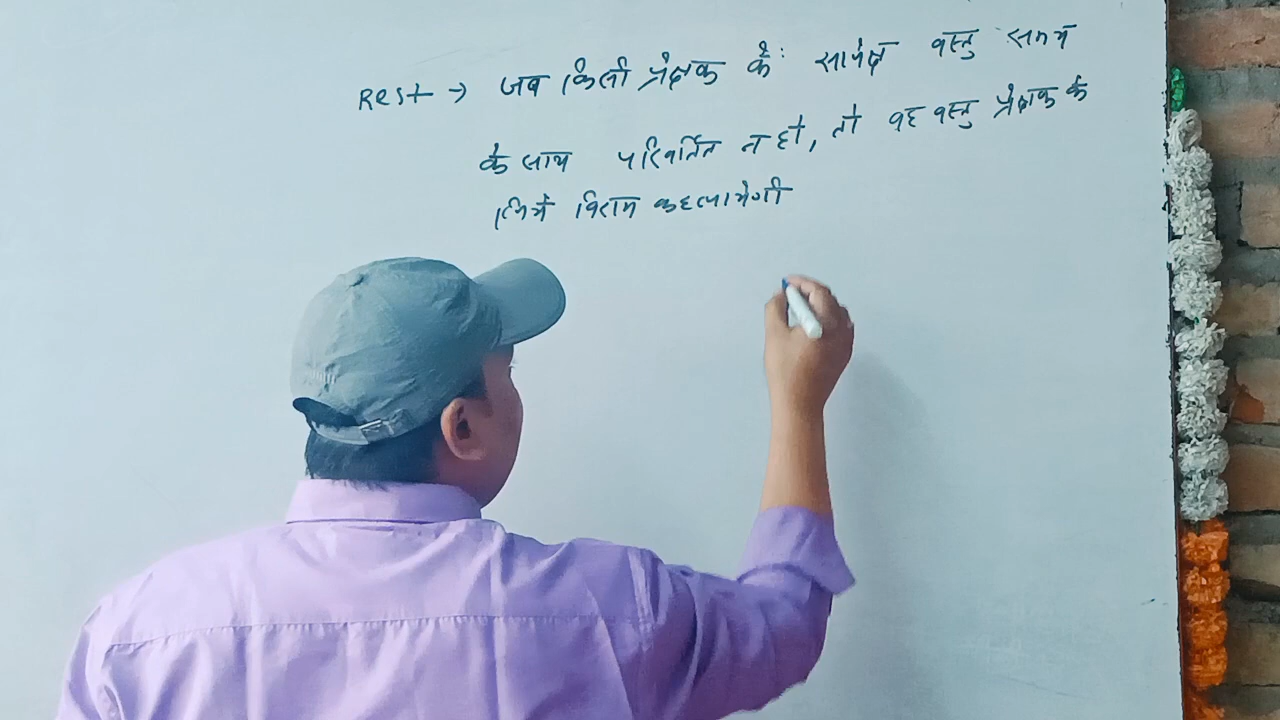 Rest → जब किसी प्रेक्षक के सापेक्ष वस्तु समय
के साथ परिवर्तित न हो, तो वह वस्तु प्रेक्षक के
लिये विराम कहलायेगी